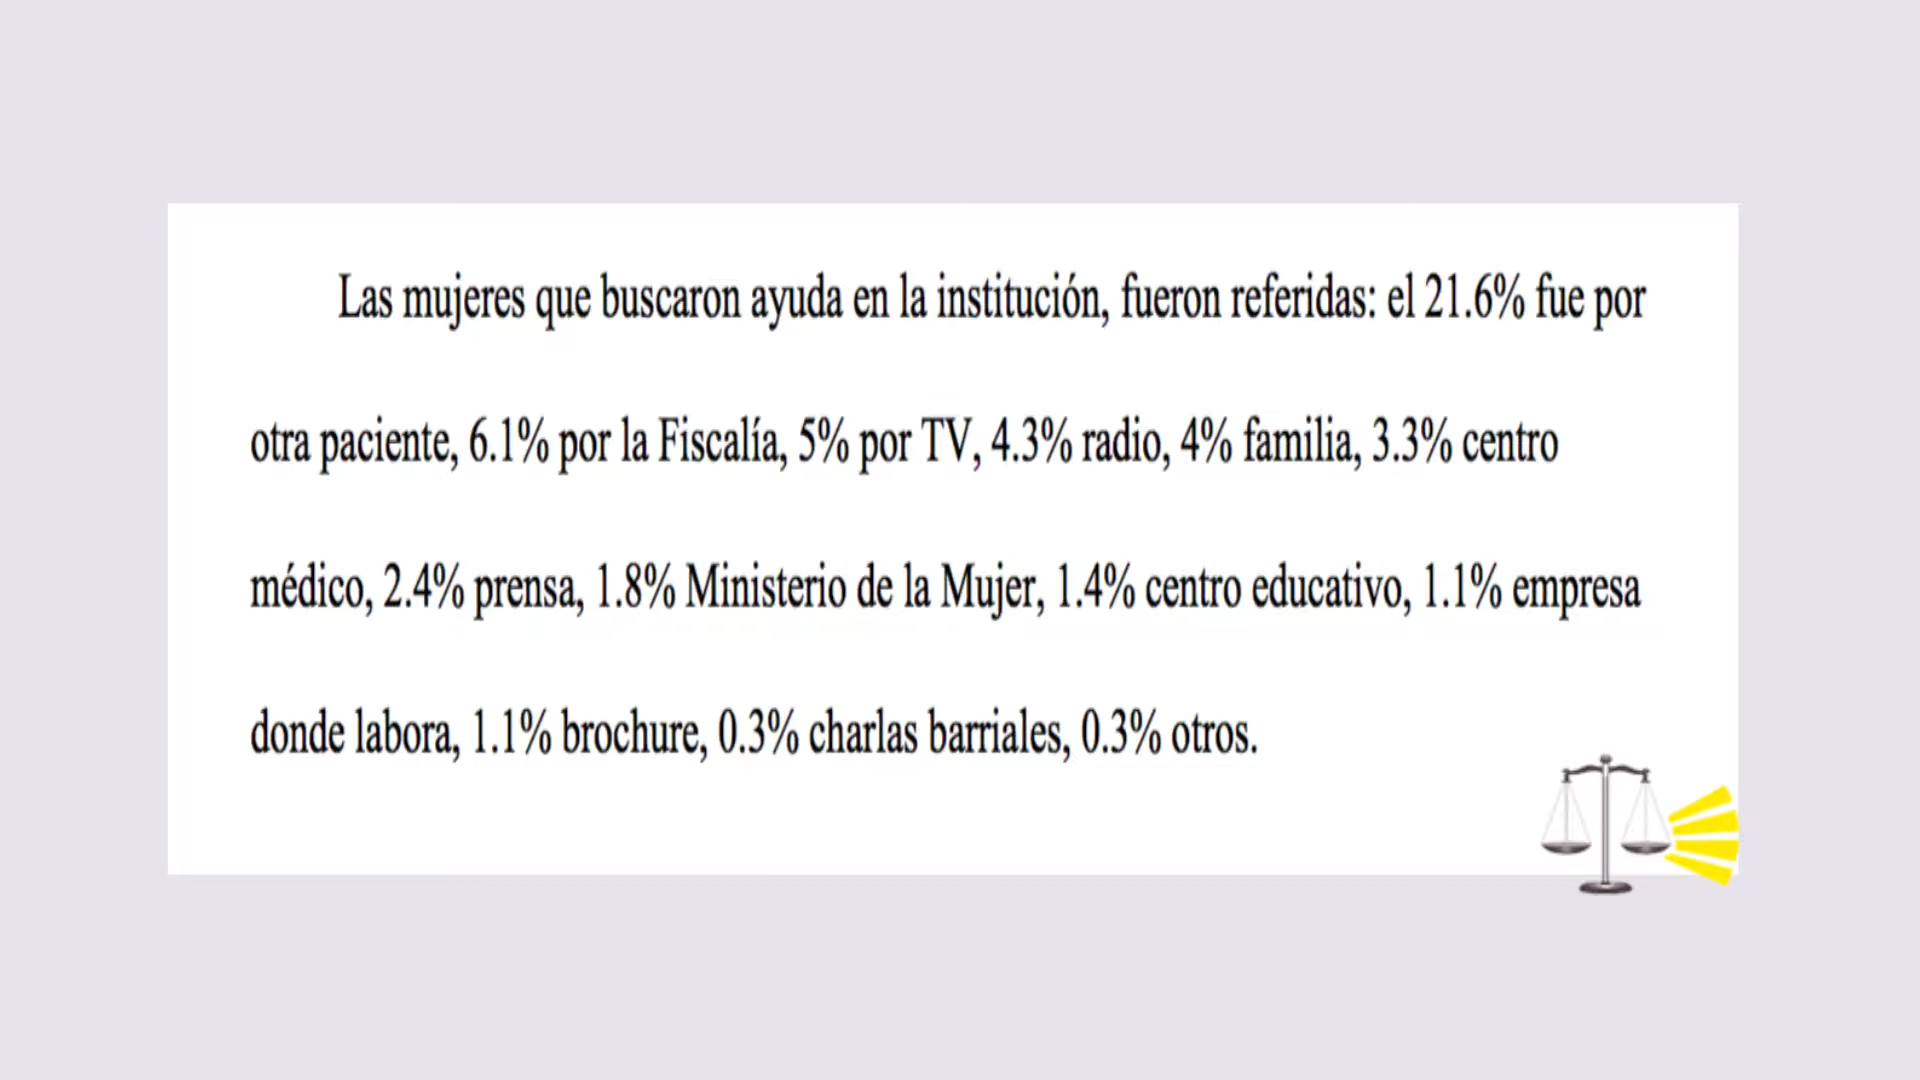 Las mujeres que buscaron ayuda en la institución, fueron referidas: el 21.6% fue por
otra paciente, 6.1% por la Fiscalía, 5% por TV, 4.3% radio, 4% familia, 3.3% centro
médico, 2.4% prensa, 1.8% Ministerio de la Mujer, 1.4% centro educativo, 1.1% empresa
donde labora, 1.1% brochure, 0.3% charlas barriales, 0.3% otros.